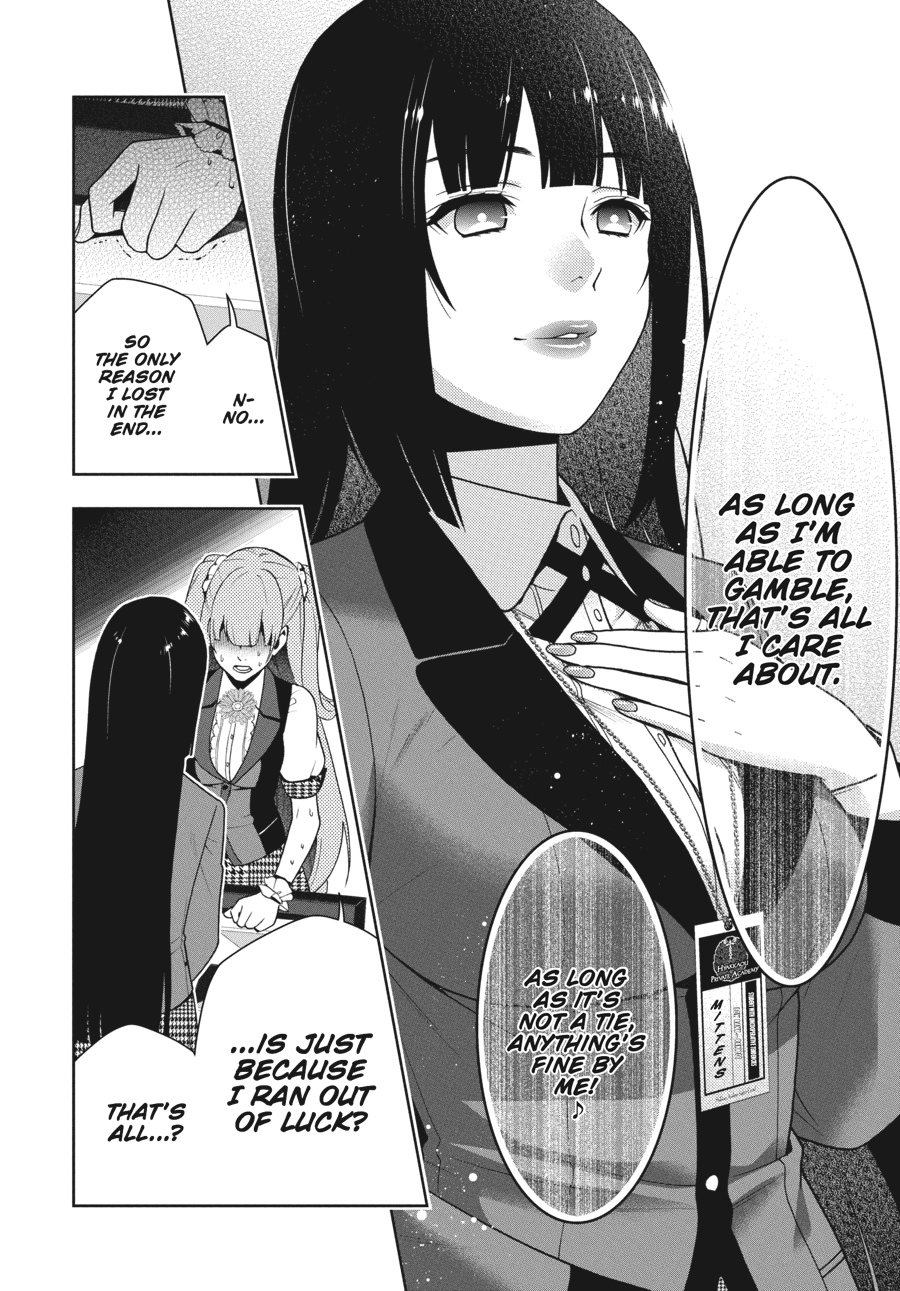 AS LONG
AS I'M
ABLE TO
GAMBLE,
THAT'S ALL
I CARE
ABOUT.
AS LONG
AS IT'S
NOT A TIE,
ANYTHING'S
FINE BY
ME!
♪
HYAKKAOU
PRIVATE ACADEMY
MITTENS
N-
NO...
SO
THE ONLY
REASON
I LOST
IN THE
END...
...IS JUST
BECAUSE
I RAN OUT
OF LUCK?
THAT'S
ALL...?